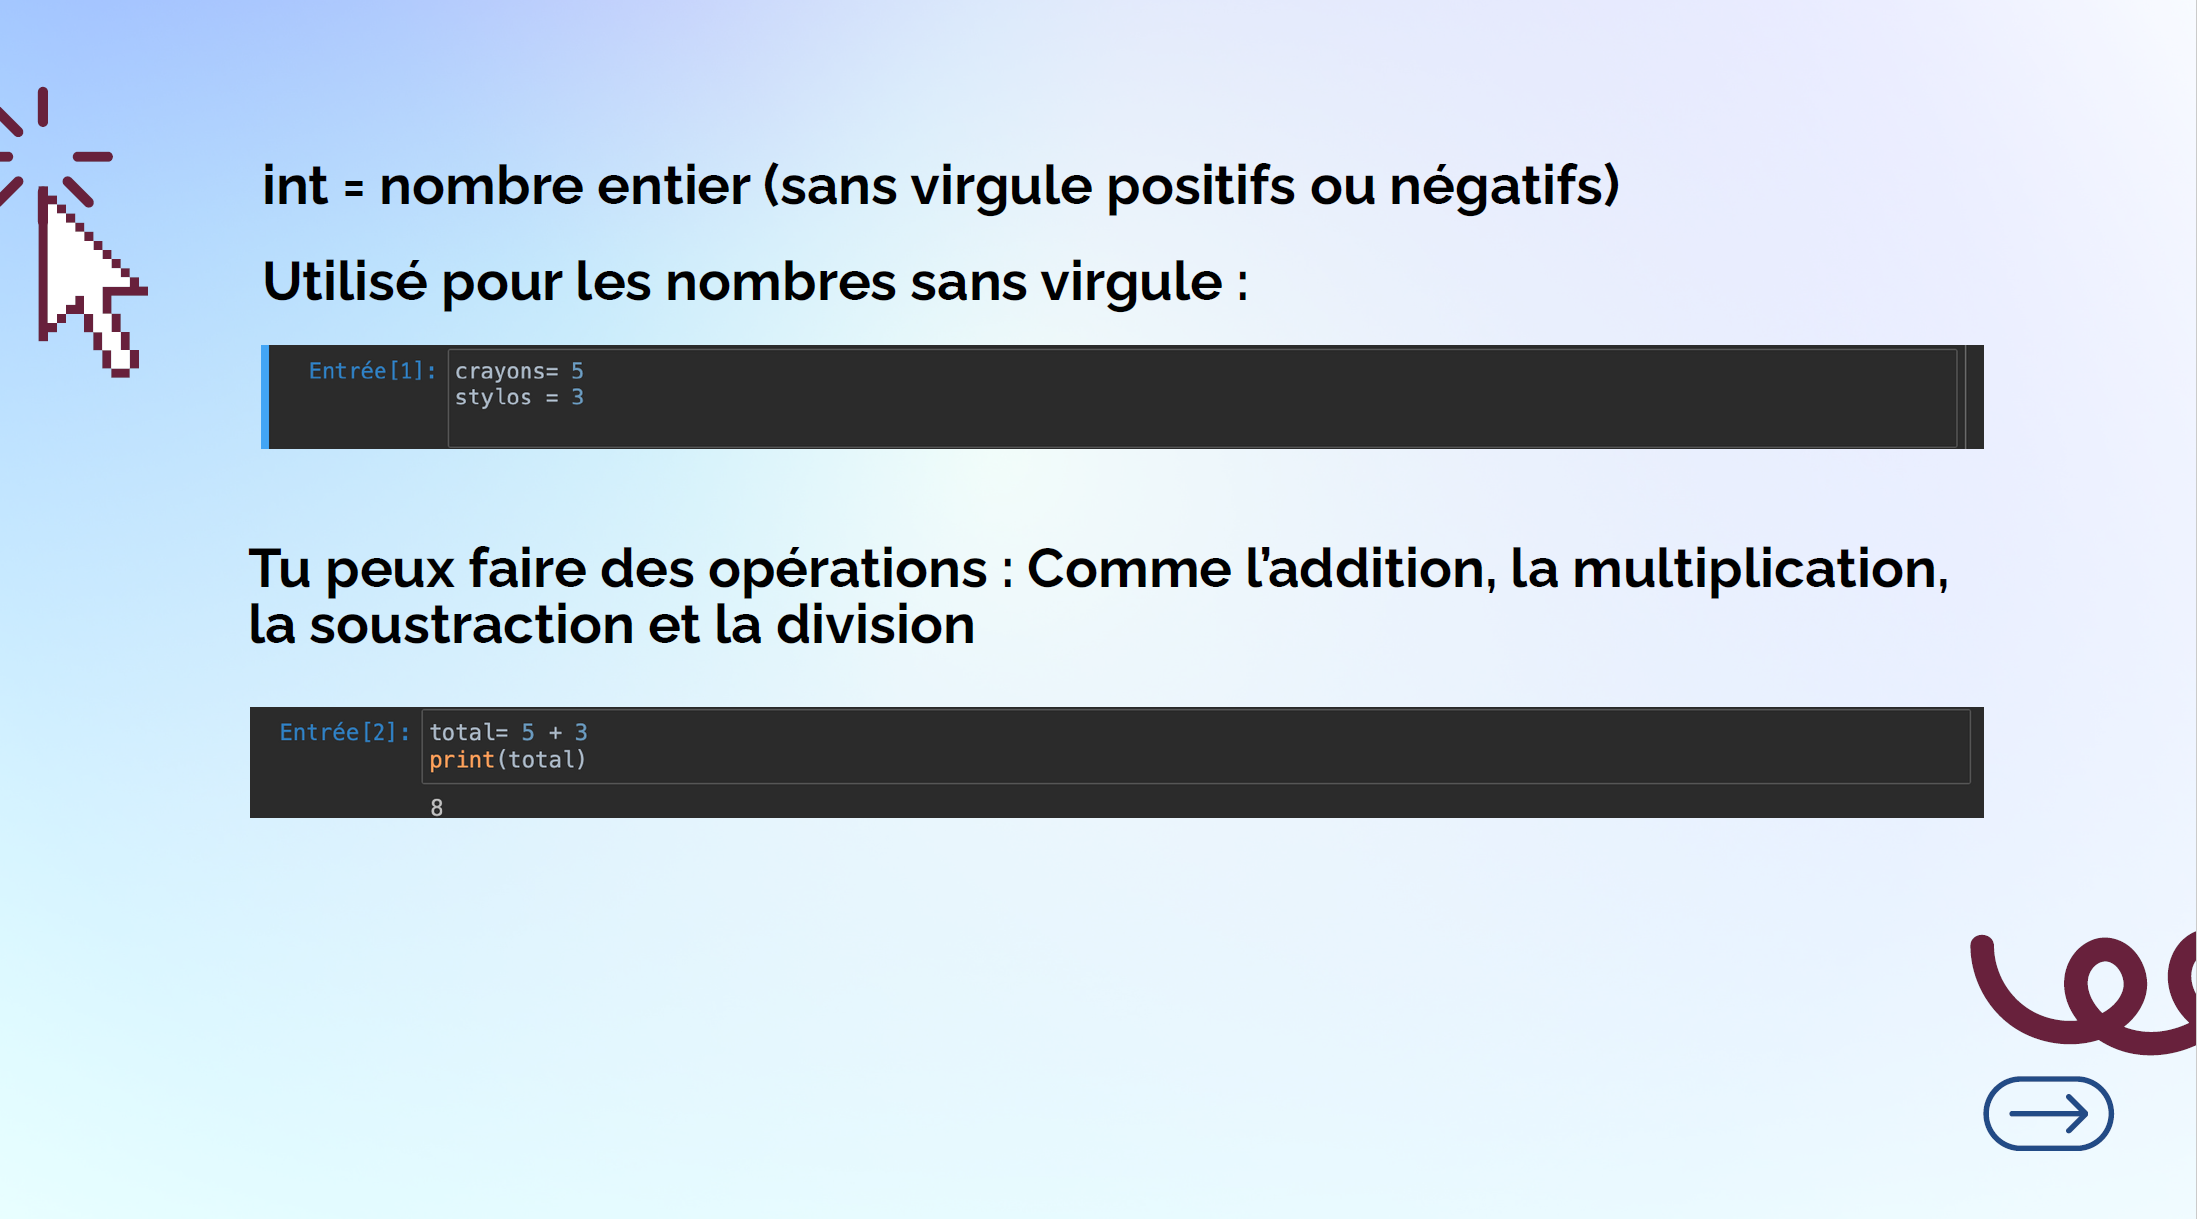 int = nombre entier (sans virgule positifs ou négatifs)
Utilisé pour les nombres sans virgule :
Entrée[1]: crayons= 5
stylos = 3
Tu peux faire des opérations : Comme l’addition, la multiplication,
la soustraction et la division
Entrée[2]: total= 5 + 3
print(total)
8